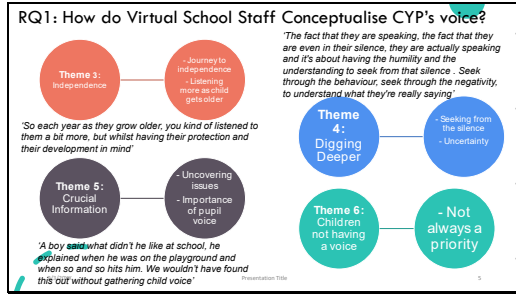 RQ1: How do Virtual School Staff Conceptualise CYP's voice?
Theme 3:
Independence
- Journey to
independence
- Listening
more as child
gets older
'So each year as they grow older, you kind of listened to
them a bit more, but whilst having their protection and
their development in mind'
'The fact that they are speaking, the fact that they
are even in their silence, they are actually speaking
and it's about having the humility and the
understanding to seek from that silence . Seek
through the behaviour, seek through the negativity,
to understand what they're really saying'
Theme
4:
Digging
Deeper
- Seeking from
the silence
- Uncertainty
Theme 5:
Crucial
Information
- Uncovering
issues
- Importance
of pupil
voice
Theme 6:
Children
not having
a voice
- Not
always a
priority
'A boy said what didn't he like at school, he
explained when he was on the playground and
when so and so hits him. We wouldn't have found
this out without gathering child voice'
Presentation Title
5